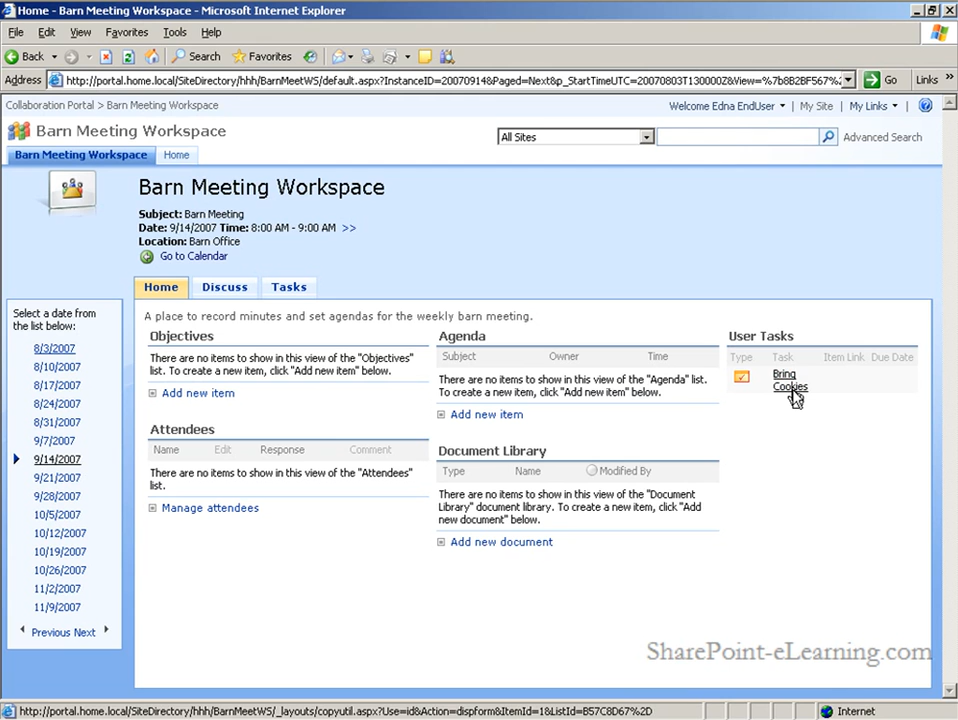 Home - Barn Meeting Workspace - Microsoft Internet Explorer
File Edit View Favorites Tools Help
Back Search Favorites
Address http://portal.home.local/SiteDirectory/hhh/BarnMeetWS/default.aspx?InstanceID=20070914&Paged=Next&p_StartTimeUTC=20070803T130000Z&View=%7b8B2BF567% Go Links »
Collaboration Portal > Barn Meeting Workspace Welcome Edna EndUser | My Site | My Links |
Barn Meeting Workspace All Sites Advanced Search
Barn Meeting Workspace Home
Barn Meeting Workspace
Subject: Barn Meeting
Date: 9/14/2007 Time: 8:00 AM - 9:00 AM >>
Location: Barn Office
Go to Calendar
Home Discuss Tasks
Select a date from
the list below:
8/3/2007
8/10/2007
8/17/2007
8/24/2007
8/31/2007
9/7/2007
9/14/2007
9/21/2007
9/28/2007
10/5/2007
10/12/2007
10/19/2007
10/26/2007
11/2/2007
11/9/2007
Previous Next
A place to record minutes and set agendas for the weekly barn meeting.
Objectives
There are no items to show in this view of the "Objectives"
list. To create a new item, click "Add new item" below.
Add new item
Attendees
Name Edit Response Comment
There are no items to show in this view of the "Attendees"
list.
Manage attendees
Agenda
Subject Owner Time
There are no items to show in this view of the "Agenda" list.
To create a new item, click "Add new item" below.
Add new item
Document Library
Type Name Modified By
There are no items to show in this view of the "Document
Library" document library. To create a new item, click "Add
new document" below.
Add new document
User Tasks
Type Task Item Link Due Date
Bring
Cookies
SharePoint-eLearning.com
http://portal.home.local/SiteDirectory/hhh/BarnMeetWS/_layouts/copyutil.aspx?Use=id&Action=dispform&ItemId=1&ListId=B57C8D67%2D Internet